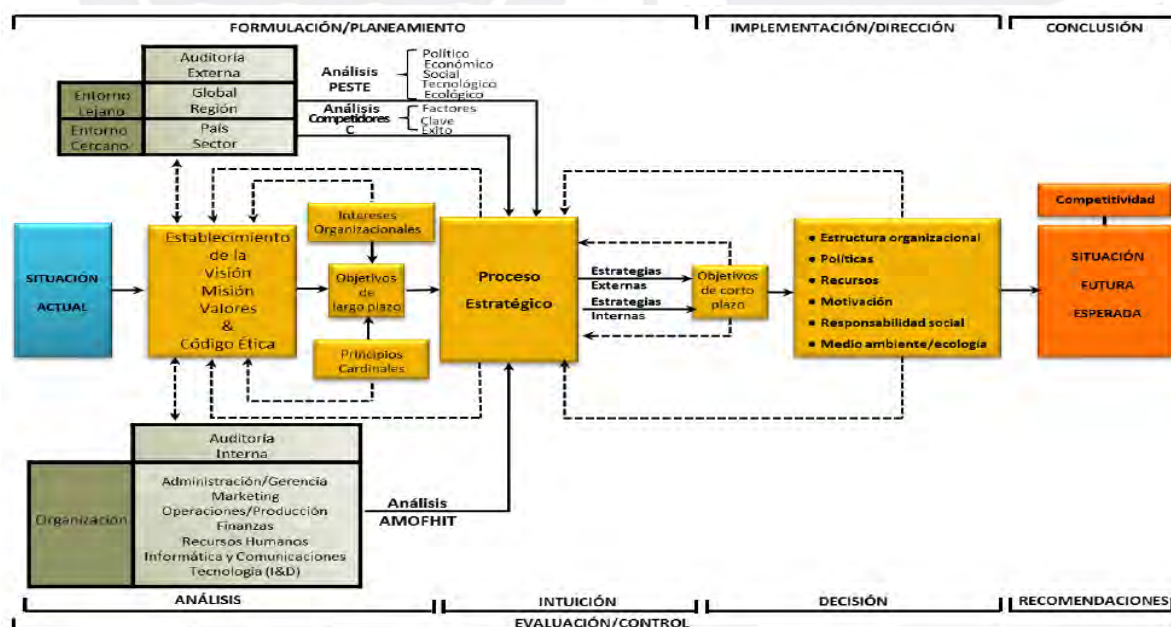 FORMULACIÓN/PLANEAMIENTO
IMPLEMENTACIÓN/DIRECCIÓN
CONCLUSIÓN
Auditoría
Externa
Entorno
Lejano
Global
Región
Entorno
Cercano
País
Sector
Análisis
PESTE
Político
Económico
Social
Tecnológico
Ecológico
Análisis
Competidores
C
Factores
Clave
Éxito
SITUACIÓN
ACTUAL
Establecimiento
de la
Visión
Misión
Valores
&
Código Ética
Intereses
Organizacionales
Objetivos
de
largo plazo
Principios
Cardinales
Proceso
Estratégico
Estrategias
Externas
Estrategias
Internas
Objetivos
de corto
plazo
• Estructura organizacional
• Políticas
• Recursos
• Motivación
• Responsabilidad social
• Medio ambiente/ecología
Competitividad
SITUACIÓN
FUTURA
ESPERADA
Auditoría
Interna
Organización
Administración/Gerencia
Marketing
Operaciones/Producción
Finanzas
Recursos Humanos
Informática y Comunicaciones
Tecnología (I&D)
Análisis
AMOFHIT
ANÁLISIS
INTUICIÓN
DECISIÓN
RECOMENDACIONES
EVALUACIÓN/CONTROL